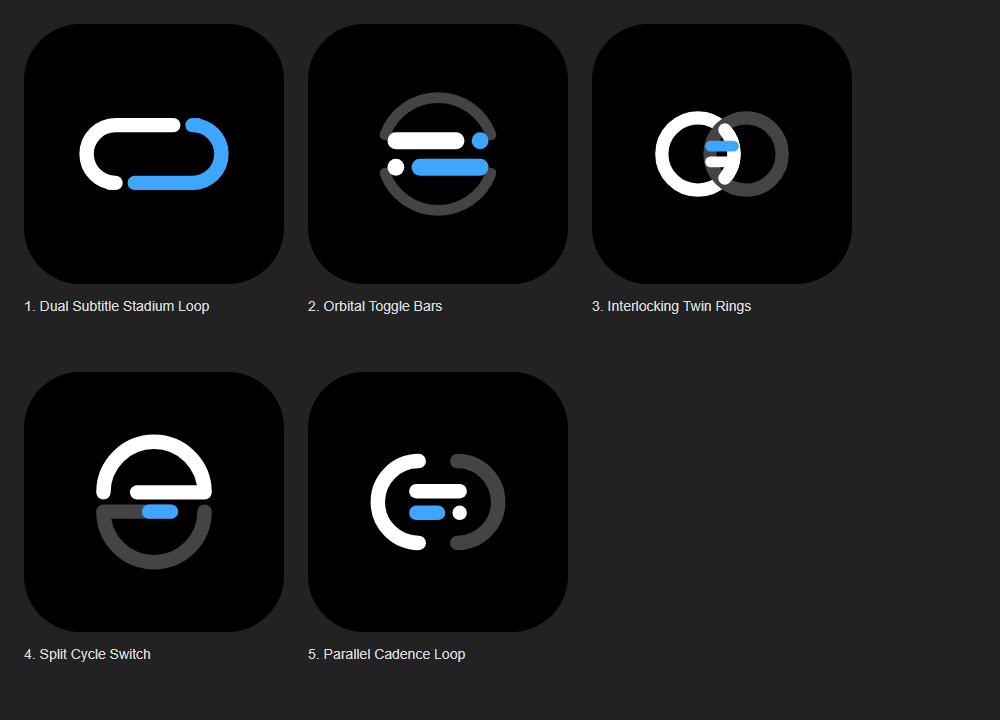 1. Dual Subtitle Stadium Loop
2. Orbital Toggle Bars
3. Interlocking Twin Rings
4. Split Cycle Switch
5. Parallel Cadence Loop